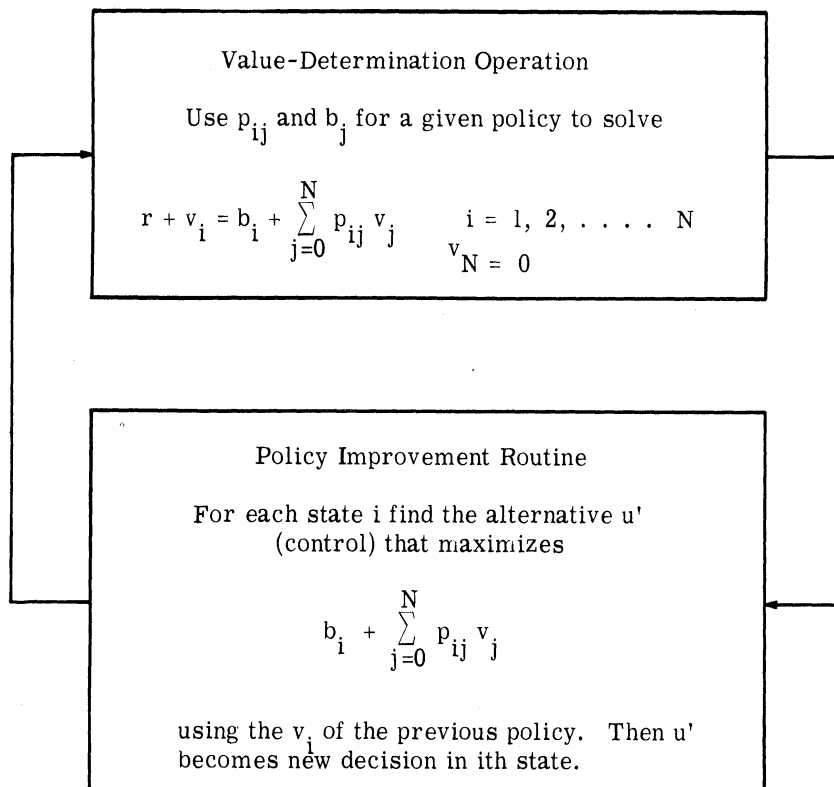 Value-Determination Operation
Use p_ij and b_j for a given policy to solve
r + v_i = b_i + \sum_{j=0}^{N} p_ij v_j    i = 1, 2, . . . . N
v_N = 0
Policy Improvement Routine
For each state i find the alternative u'
(control) that maximizes
b_i + \sum_{j=0}^{N} p_ij v_j
using the v_i of the previous policy. Then u'
becomes new decision in ith state.